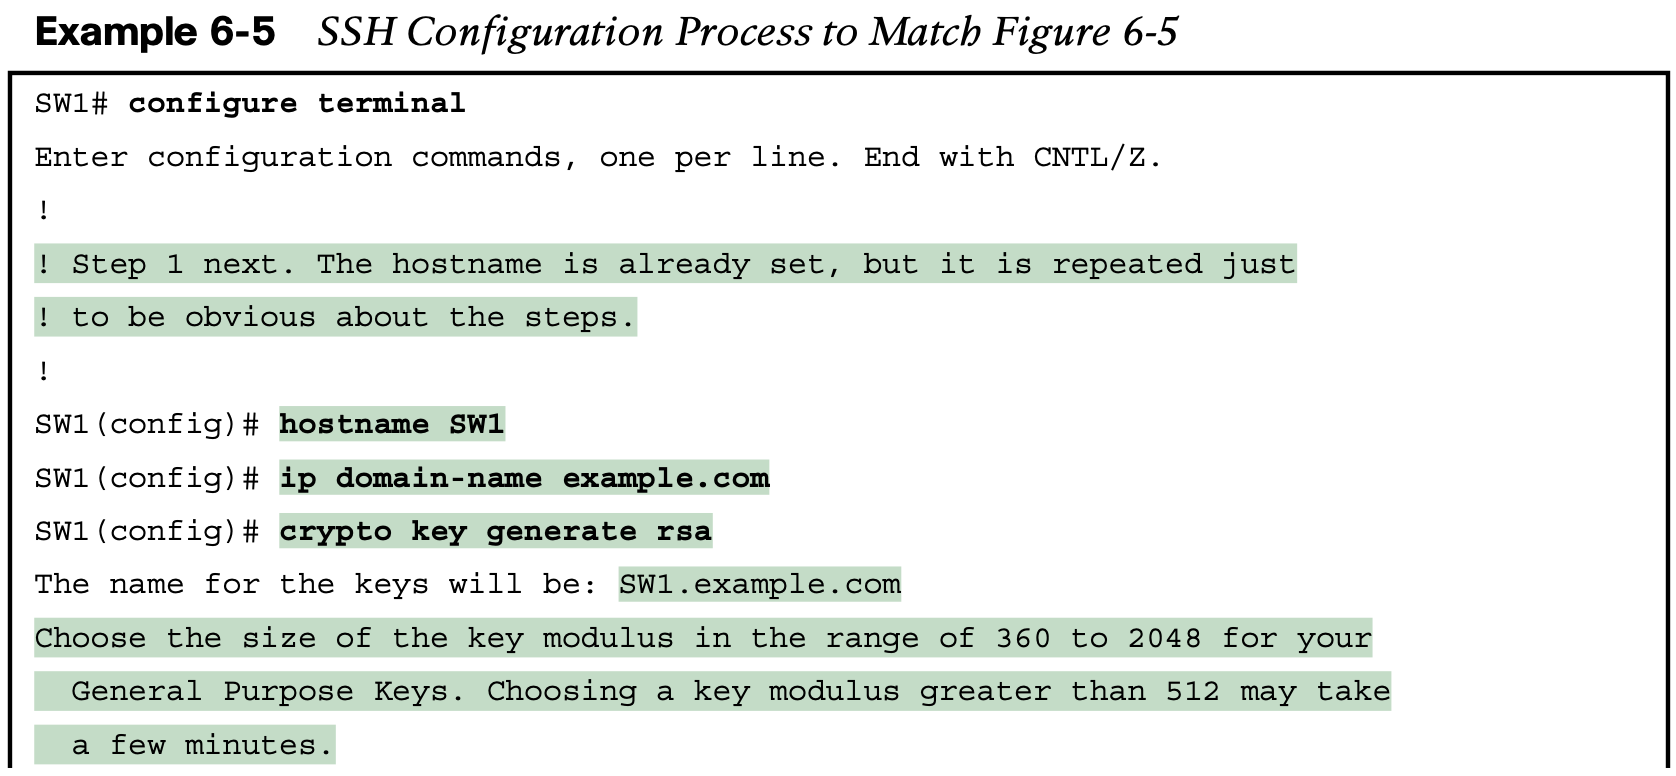 Example 6-5 SSH Configuration Process to Match Figure 6-5
SW1# configure terminal
Enter configuration commands, one per line. End with CNTL/Z.
!
! Step 1 next. The hostname is already set, but it is repeated just
! to be obvious about the steps.
!
SW1(config)# hostname SW1
SW1(config)# ip domain-name example.com
SW1(config)# crypto key generate rsa
The name for the keys will be: SW1.example.com
Choose the size of the key modulus in the range of 360 to 2048 for your
  General Purpose Keys. Choosing a key modulus greater than 512 may take
  a few minutes.